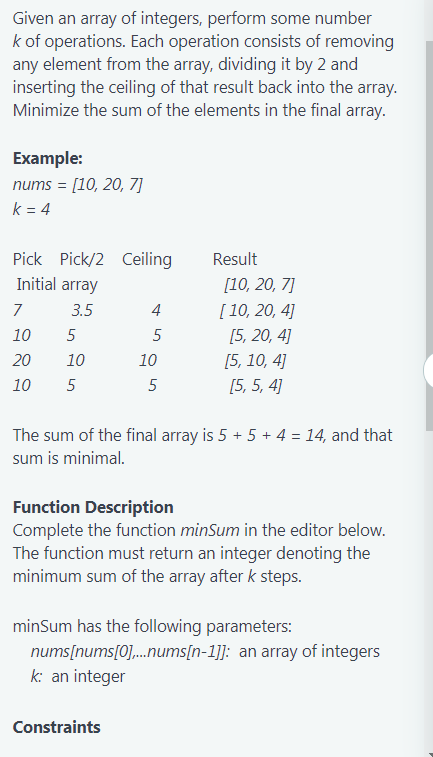 Given an array of integers, perform some number
k of operations. Each operation consists of removing
any element from the array, dividing it by 2 and
inserting the ceiling of that result back into the array.
Minimize the sum of the elements in the final array.
Example:
nums = [10, 20, 7]
k = 4
Pick Pick/2 Ceiling Result
Initial array [10, 20, 7]
7 3.5 4 [ 10, 20, 4]
10 5 5 [5, 20, 4]
20 10 10 [5, 10, 4]
10 5 5 [5, 5, 4]
The sum of the final array is 5 + 5 + 4 = 14, and that
sum is minimal.
Function Description
Complete the function minSum in the editor below.
The function must return an integer denoting the
minimum sum of the array after k steps.
minSum has the following parameters:
nums[nums[0],...nums[n-1]]: an array of integers
k: an integer
Constraints